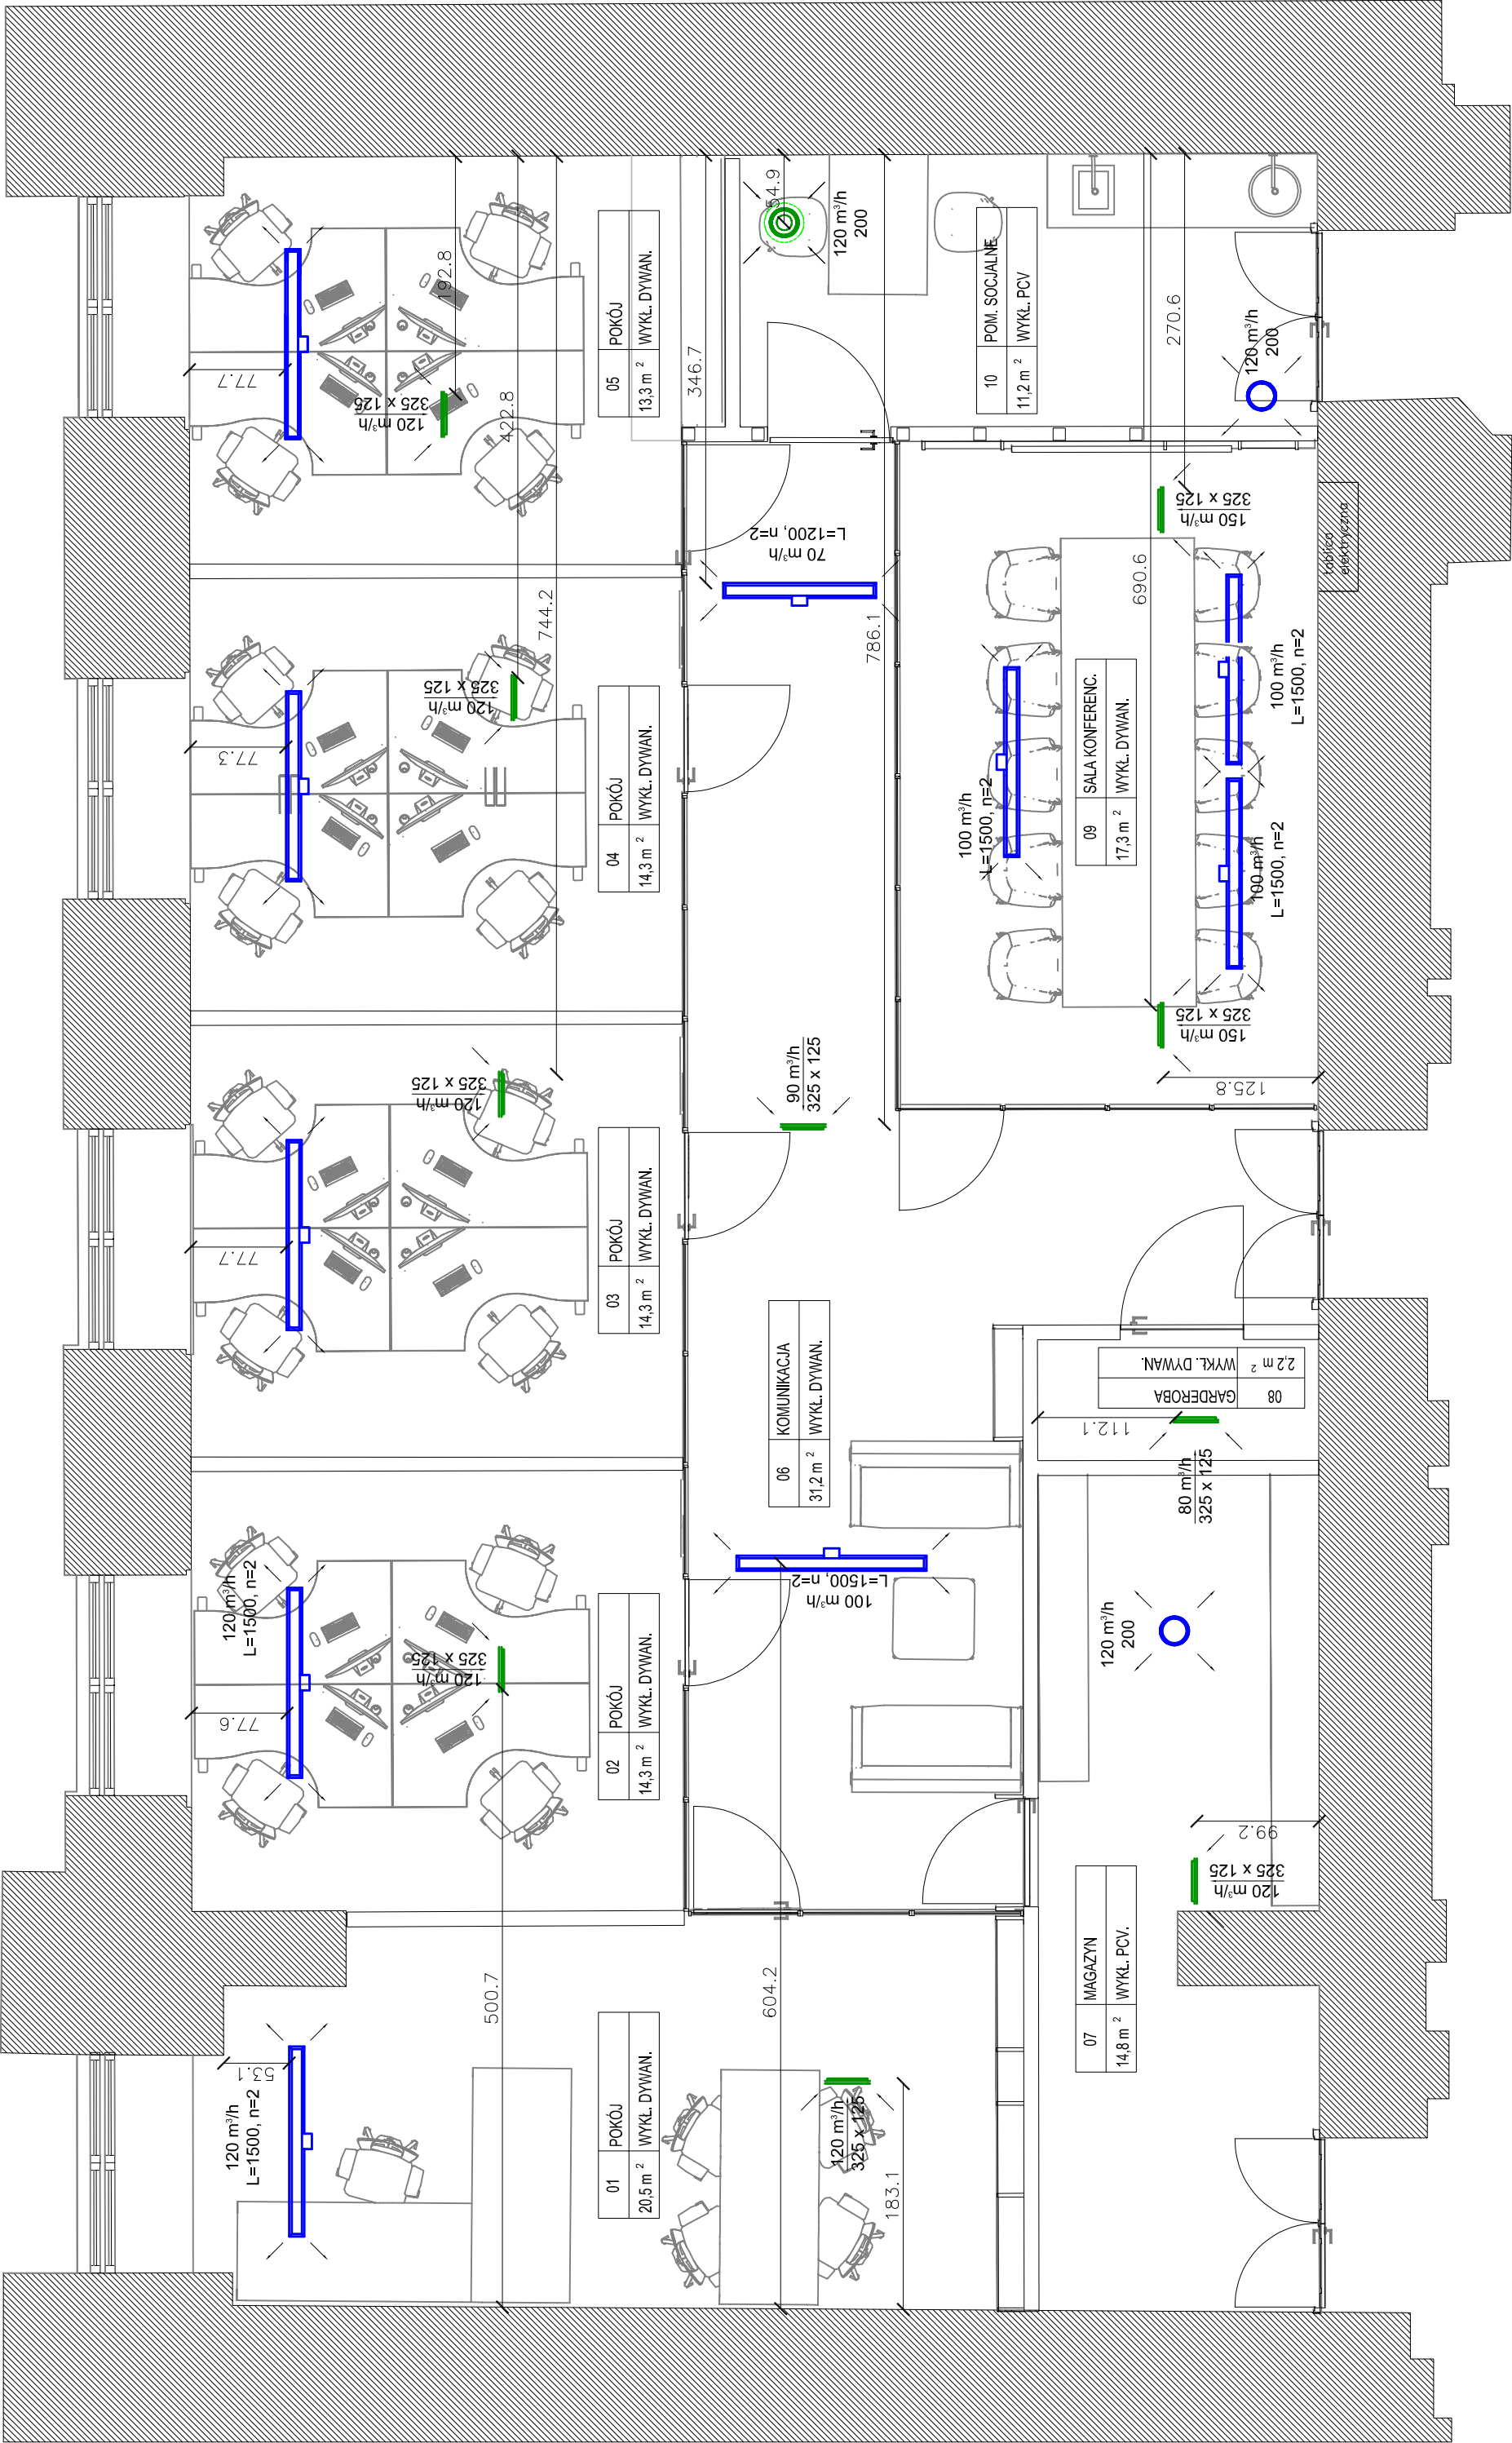 77.7
192.8
120 m³/h
325 x 125
422.8
05 POKÓJ
13,3 m 2 WYKŁ. DYWAN.
346.7
54.9
120 m³/h
200
10 POM. SOCJALNE
11,2 m 2 WYKŁ. PCV
270.6
120 m³/h
200
70 m³/h
L=1200, n=2
150 m³/h
325 x 125
tablica
elektryczna
77.3
120 m³/h
325 x 125
744.2
04 POKÓJ
14,3 m 2 WYKŁ. DYWAN.
786.1
690.6
100 m³/h
L=1500, n=2
09 SALA KONFERENC.
17,3 m 2 WYKŁ. DYWAN.
100 m³/h
L=1500, n=2
100 m³/h
L=1500, n=2
150 m³/h
325 x 125
125.8
77.7
120 m³/h
325 x 125
03 POKÓJ
14,3 m 2 WYKŁ. DYWAN.
90 m³/h
325 x 125
06 KOMUNIKACJA
31,2 m 2 WYKŁ. DYWAN.
08 GARDEROBA
2,2 m 2 WYKŁ. DYWAN.
112.1
80 m³/h
325 x 125
120 m³/h
L=1500, n=2
77.6
120 m³/h
325 x 125
02 POKÓJ
14,3 m 2 WYKŁ. DYWAN.
100 m³/h
L=1500, n=2
120 m³/h
200
99.2
120 m³/h
325 x 125
07 MAGAZYN
14,8 m 2 WYKŁ. PCV.
500.7
604.2
53.1
120 m³/h
L=1500, n=2
01 POKÓJ
20,5 m 2 WYKŁ. DYWAN.
120 m³/h
325 x 125
183.1